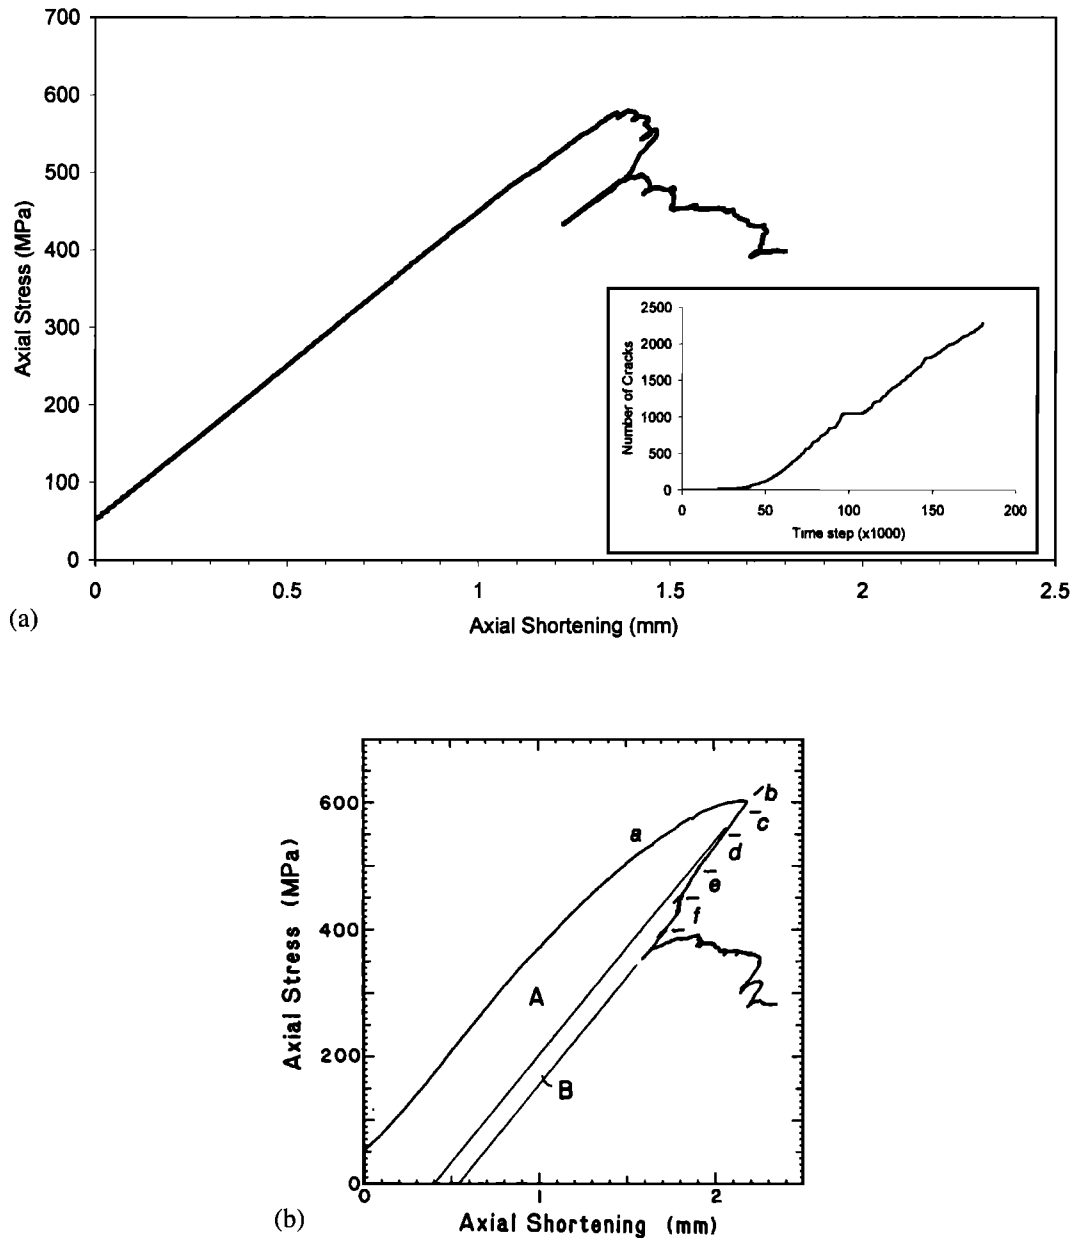 700
600
500
400
300
200
100
0
Axial Stress (MPa)
0 0.5 1 1.5 2 2.5
Axial Shortening (mm)
(a)
2500
2000
1500
1000
500
0
Number of Cracks
0 50 100 150 200
Time step (x1000)
600
400
200
0
Axial Stress (MPa)
a
b
c
d
e
f
A
B
0 1 2
Axial Shortening (mm)
(b)